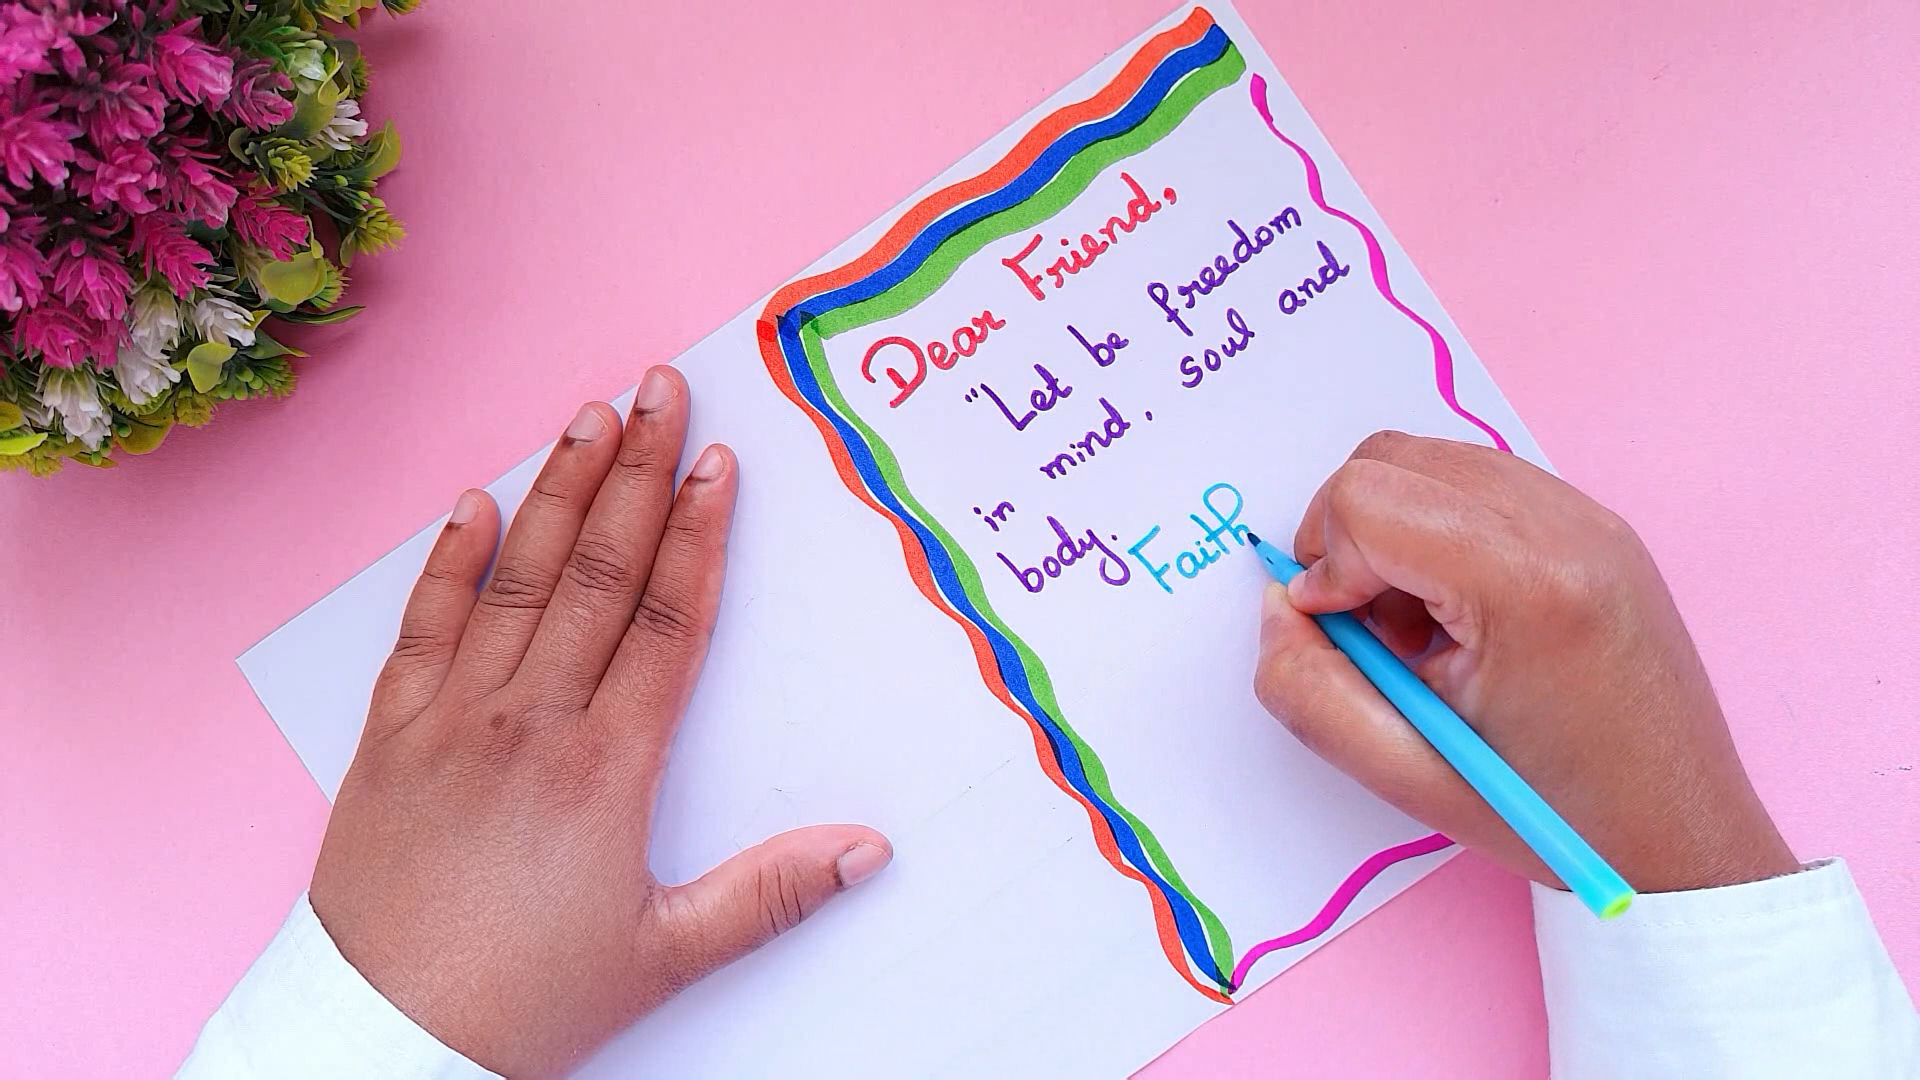 Dear Friend,
"Let be freedom
in mind, soul and
body. Faith